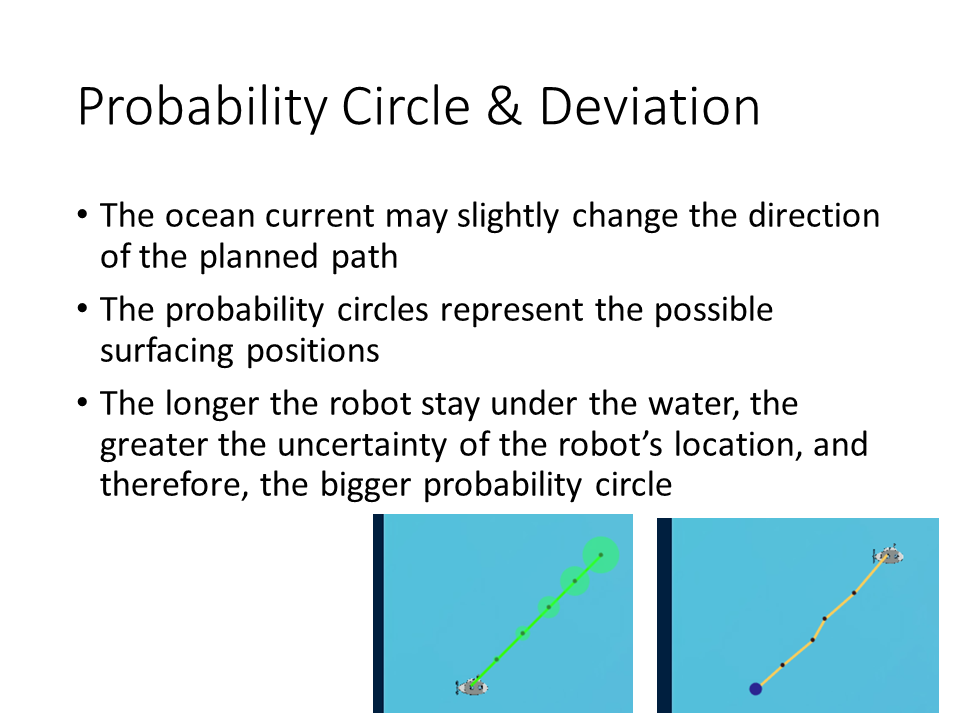 Probability Circle & Deviation
• The ocean current may slightly change the direction
of the planned path
• The probability circles represent the possible
surfacing positions
• The longer the robot stay under the water, the
greater the uncertainty of the robot’s location, and
therefore, the bigger probability circle